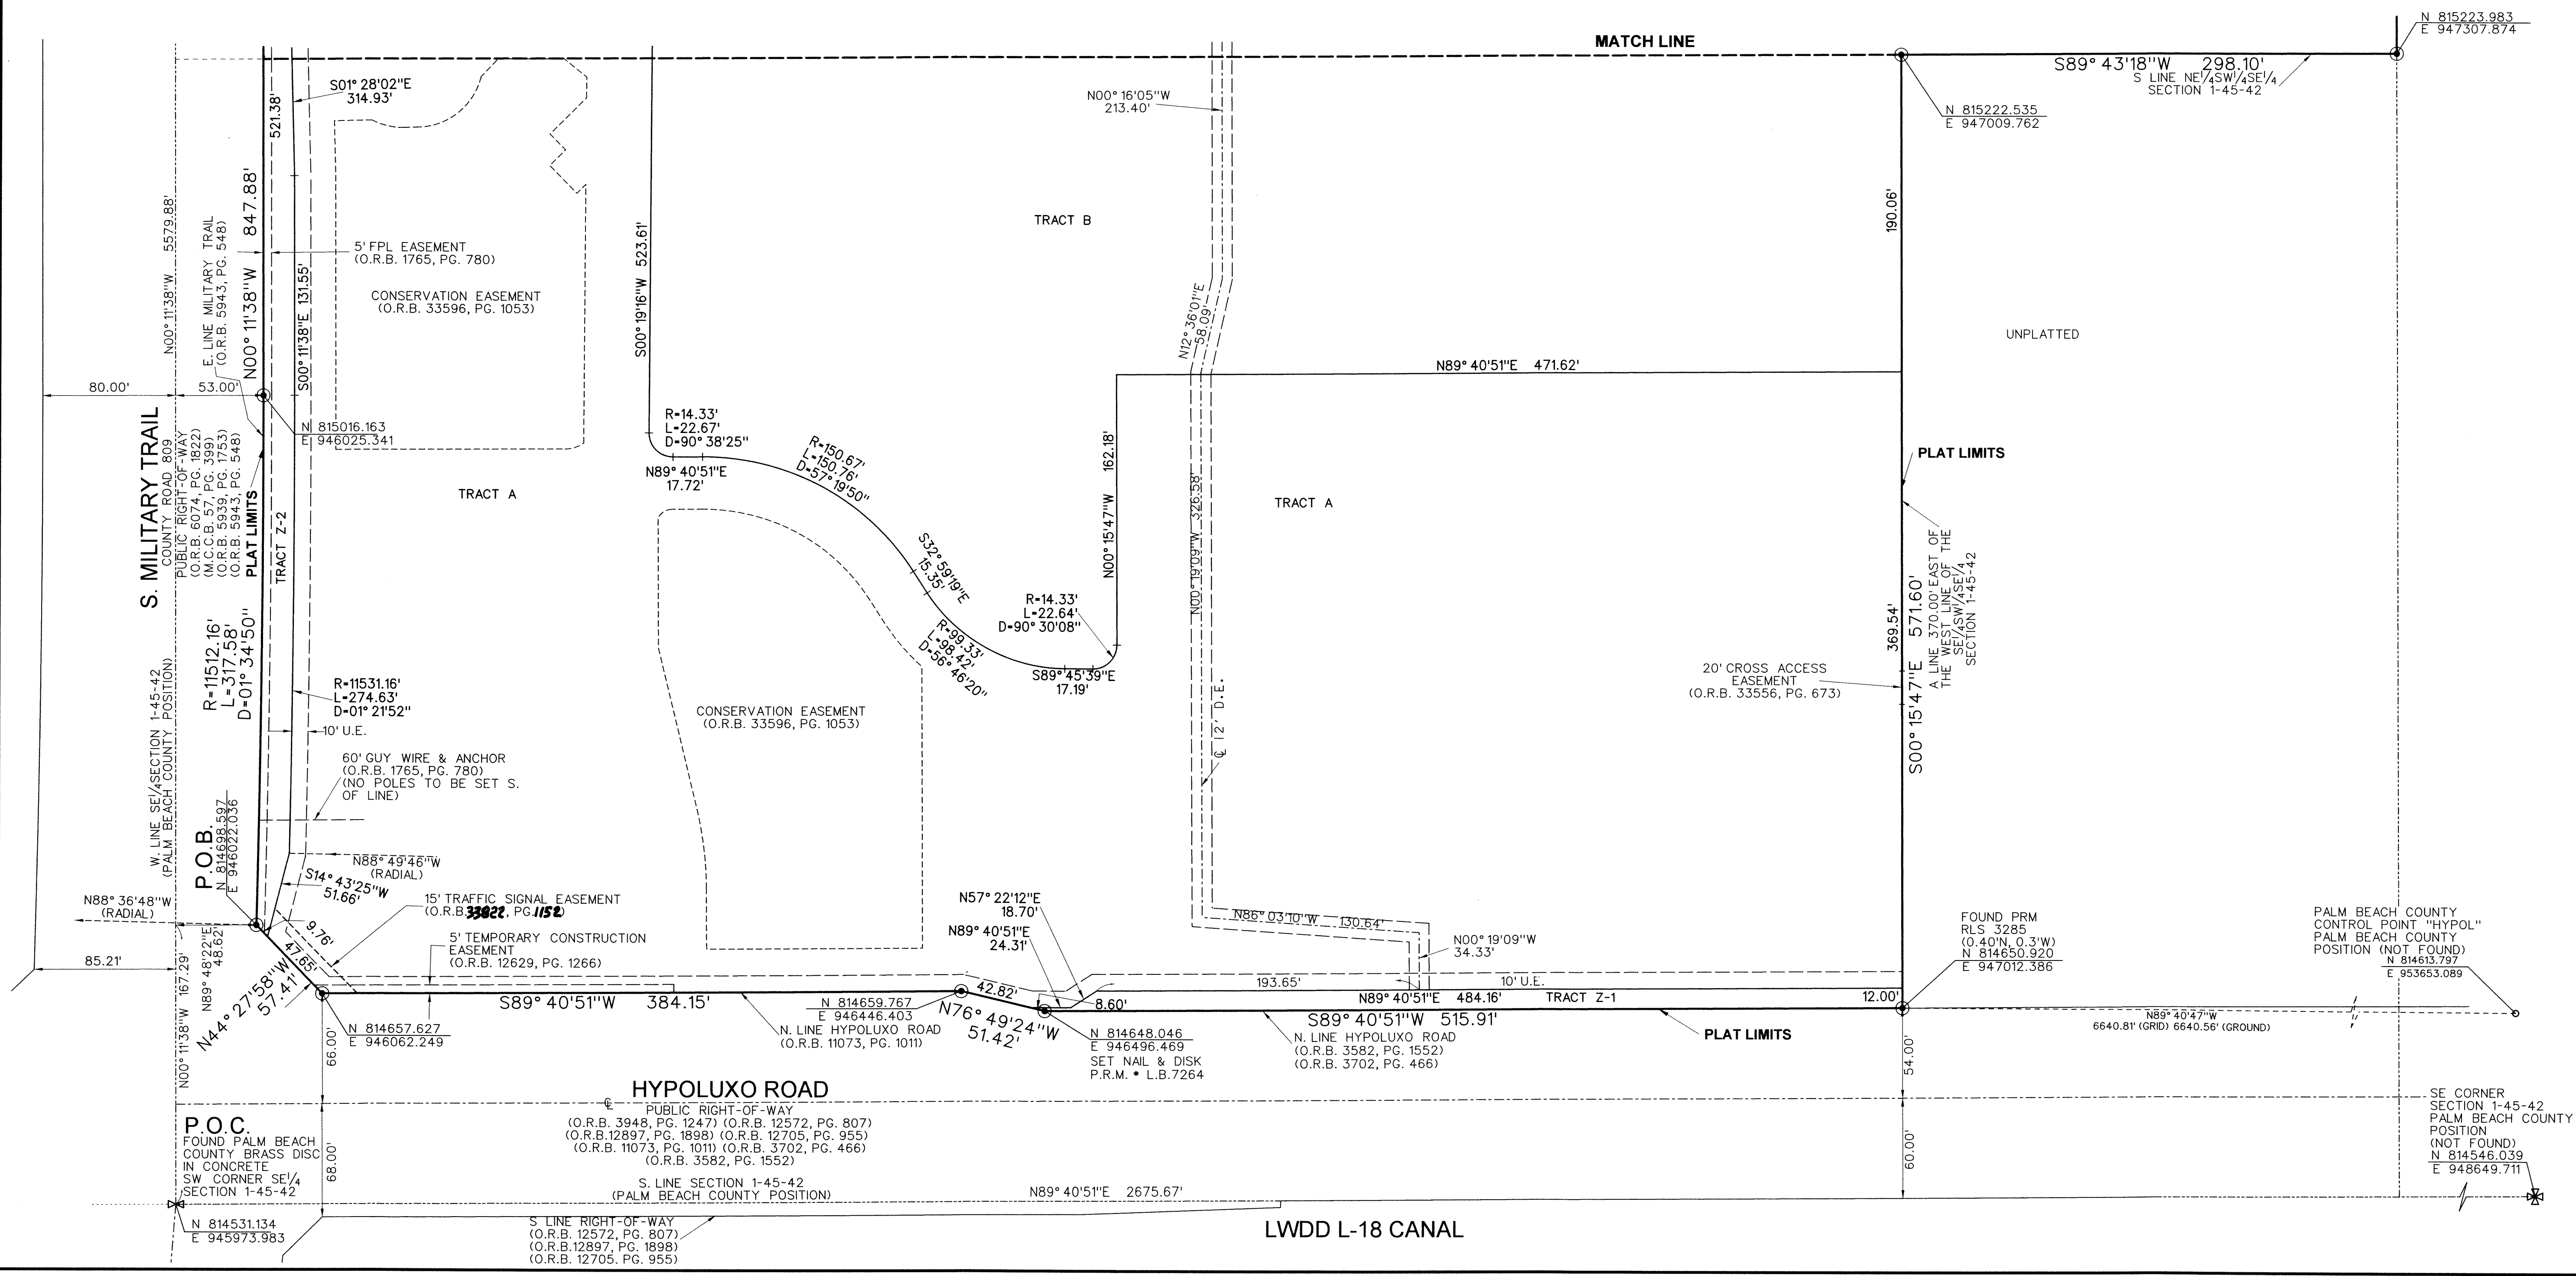 MATCH LINE
N 815223.983
E 947307.874
S89°43'18"W 298.10'
S LINE NE1/4SW1/4SE1/4
SECTION 1-45-42
N 815222.535
E 947009.762
S01°28'02"E
314.93'
521.38'
N00°16'05"W
213.40'
N00°11'38"W 5579.88'
E. LINE MILITARY TRAIL
(O.R.B. 5943, PG. 548)
N00°11'38"W 847.88'
S00°11'38"E 131.55'
5' FPL EASEMENT
(O.R.B. 1765, PG. 780)
CONSERVATION EASEMENT
(O.R.B. 33596, PG. 1053)
S00°19'16"W 523.61'
TRACT B
190.06'
UNPLATTED
N12°36'01"E
58.09'
N89°40'51"E 471.62'
80.00'
53.00'
N 815016.163
E 946025.341
R=14.33'
L=22.67'
D=90°38'25"
N89°40'51"E
17.72'
R=150.67'
L=150.76'
D=57°19'50"
S. MILITARY TRAIL
COUNTY ROAD 809
PUBLIC RIGHT-OF-WAY
(O.R.B. 6074, PG. 1822)
(M.C.C.B. 57, PG. 399)
(O.R.B. 5939, PG. 1753)
(O.R.B. 5943, PG. 548)
PLAT LIMITS
TRACT Z-2
TRACT A
TRACT A
PLAT LIMITS
N00°15'47"W 162.18'
N00°19'09"W 326.58'
S32°59'19"E
15.35'
R=14.33'
L=22.64'
D=90°30'08"
R=99.33'
L=98.42'
D=56°46'20"
S89°45'39"E
17.19'
369.54'
S00°15'47"E 571.60'
A LINE 370.00' EAST OF
THE WEST LINE OF THE
SE1/4SW1/4SE1/4
SECTION 1-45-42
20' CROSS ACCESS
EASEMENT
(O.R.B. 33556, PG. 673)
W. LINE SE1/4SECTION 1-45-42
(PALM BEACH COUNTY POSITION)
R=11512.16'
L=317.58'
D=01°34'50"
R=11531.16'
L=274.63'
D=01°21'52"
10' U.E.
CONSERVATION EASEMENT
(O.R.B. 33596, PG. 1053)
℄ 12' D.E.
60' GUY WIRE & ANCHOR
(O.R.B. 1765, PG. 780)
(NO POLES TO BE SET S.
OF LINE)
P.O.B.
N 814698.597
E 946022.036
N88°49'46"W
(RADIAL)
S14°43'25"W
51.66'
N88°36'48"W
(RADIAL)
15' TRAFFIC SIGNAL EASEMENT
(O.R.B. 33822, PG. 1152)
9.76'
47.65'
5' TEMPORARY CONSTRUCTION
EASEMENT
(O.R.B. 12629, PG. 1266)
N57°22'12"E
18.70'
N89°40'51"E
24.31'
N86°03'10"W 130.64'
N00°19'09"W
34.33'
FOUND PRM
RLS 3285
(0.40'N, 0.3'W)
N 814650.920
E 947012.386
PALM BEACH COUNTY
CONTROL POINT "HYPOL"
PALM BEACH COUNTY
POSITION (NOT FOUND)
N 814613.797
E 953653.089
85.21'
N00°11'38"W 167.29'
N89°48'22"E
48.62'
N44°27'58"W
57.41'
S89°40'51"W 384.15'
42.82'
N76°49'24"W
51.42'
8.60'
193.65'
10' U.E.
N89°40'51"E 484.16'
TRACT Z-1
12.00'
N 814659.767
E 946446.403
N 814657.627
E 946062.249
N. LINE HYPOLUXO ROAD
(O.R.B. 11073, PG. 1011)
N 814648.046
E 946496.469
SET NAIL & DISK
P.R.M. • L.B.7264
S89°40'51"W 515.91'
N. LINE HYPOLUXO ROAD
(O.R.B. 3582, PG. 1552)
(O.R.B. 3702, PG. 466)
PLAT LIMITS
N89°40'47"W
6640.81' (GRID) 6640.56' (GROUND)
66.00'
54.00'
HYPOLUXO ROAD
℄
PUBLIC RIGHT-OF-WAY
(O.R.B. 3948, PG. 1247) (O.R.B. 12572, PG. 807)
(O.R.B.12897, PG. 1898) (O.R.B. 12705, PG. 955)
(O.R.B. 11073, PG. 1011) (O.R.B. 3702, PG. 466)
(O.R.B. 3582, PG. 1552)
P.O.C.
FOUND PALM BEACH
COUNTY BRASS DISC
IN CONCRETE
SW CORNER SE1/4
SECTION 1-45-42
68.00'
60.00'
S. LINE SECTION 1-45-42
(PALM BEACH COUNTY POSITION)
N89°40'51"E 2675.67'
SE CORNER
SECTION 1-45-42
PALM BEACH COUNTY
POSITION
(NOT FOUND)
N 814546.039
E 948649.711
N 814531.134
E 945973.983
S LINE RIGHT-OF-WAY
(O.R.B. 12572, PG. 807)
(O.R.B.12897, PG. 1898)
(O.R.B. 12705. PG. 955)
LWDD L-18 CANAL